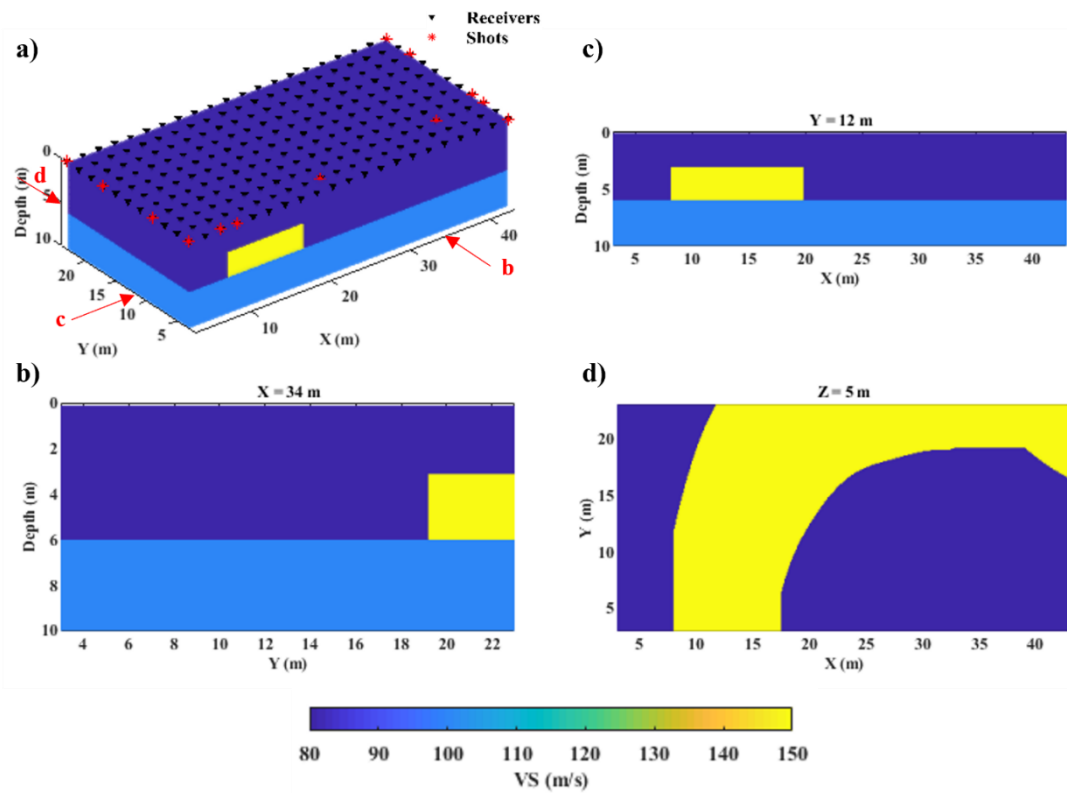 Receivers
Shots
a)
0
5
10
Depth (m)
d
20
15
10
5
Y (m)
c
10
20
30
40
X (m)
b
c)
Y = 12 m
0
5
10
Depth (m)
5 10 15 20 25 30 35 40
X (m)
b)
X = 34 m
0
2
4
6
8
10
Depth (m)
4 6 8 10 12 14 16 18 20 22
Y (m)
d)
Z = 5 m
20
15
10
5
Y (m)
5 10 15 20 25 30 35 40
X (m)
80 90 100 110 120 130 140 150
VS (m/s)